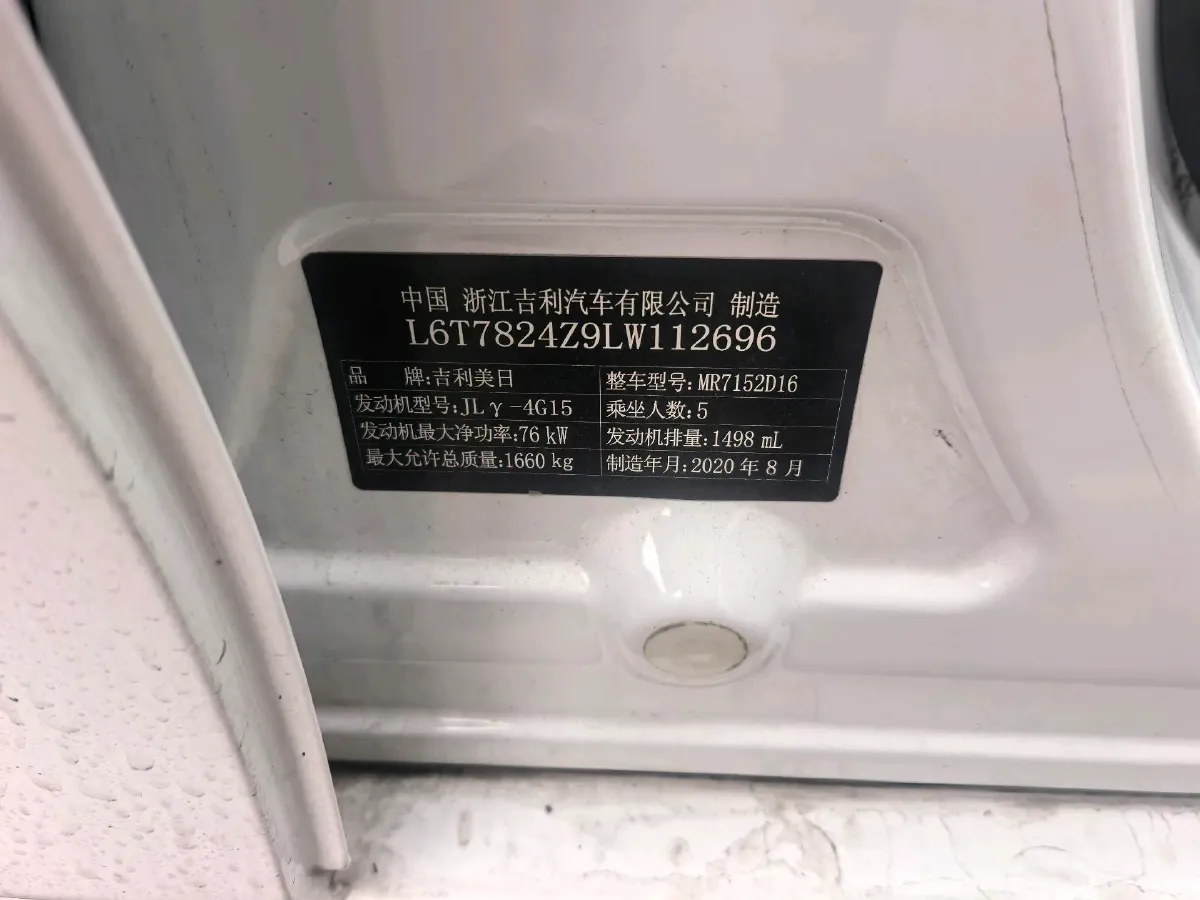 中国 浙江吉利汽车有限公司 制造
L6T7824Z9LW112696
品 牌:吉利美日 整车型号:MR7152D16
发动机型号:JLγ-4G15 乘坐人数:5
发动机最大净功率:76 kW 发动机排量:1498 mL
最大允许总质量:1660 kg 制造年月:2020 年 8 月